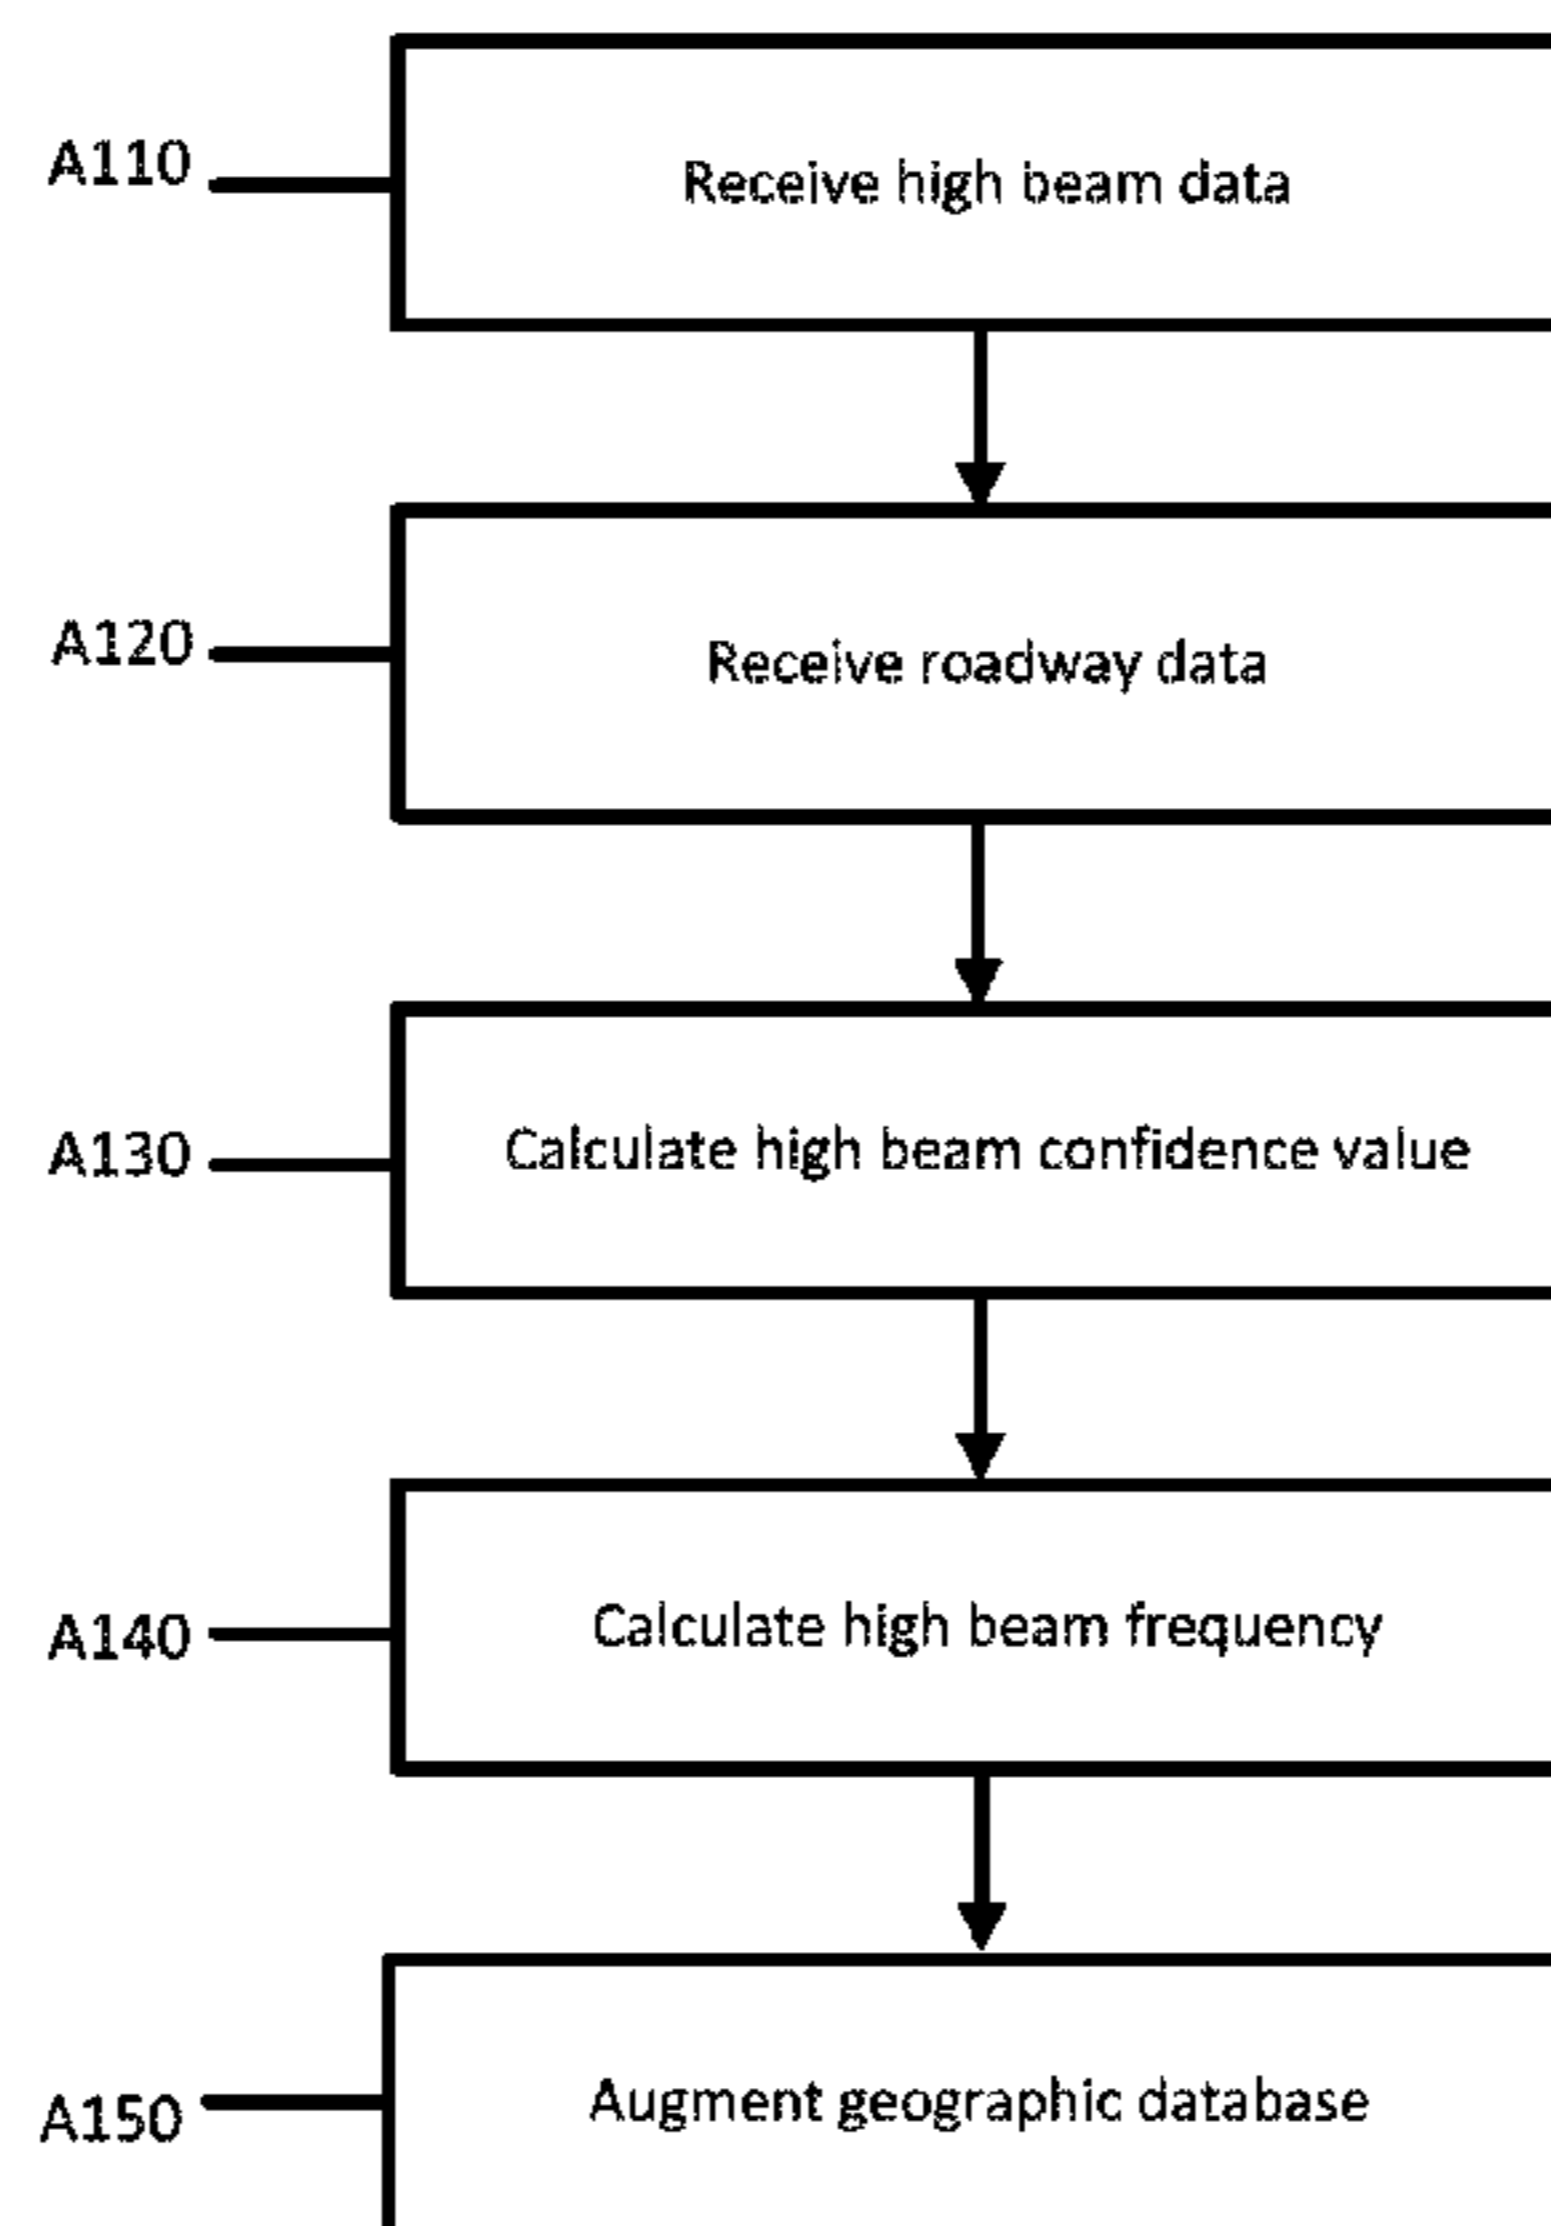 A110
Receive high beam data
A120
Receive roadway data
A130
Calculate high beam confidence value
A140
Calculate high beam frequency
A150
Augment geographic database